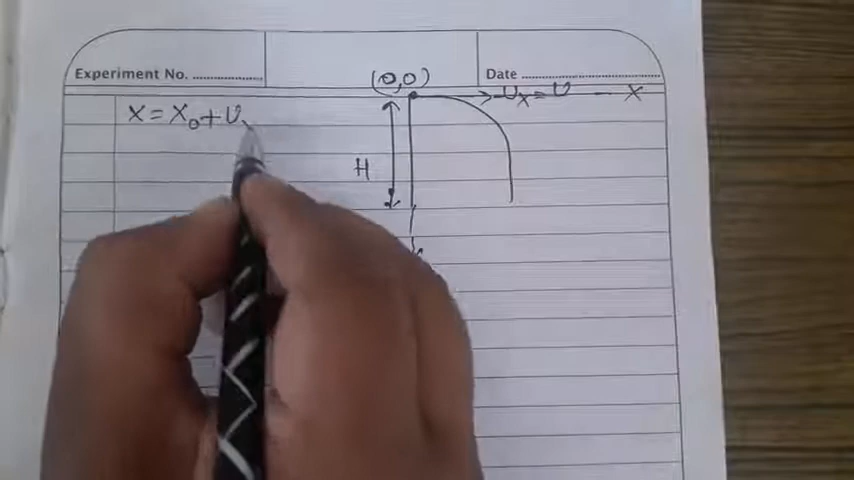 (0,0)
Experiment No. .................... Date ....................
Ux = U — X
X = X0 + U
H